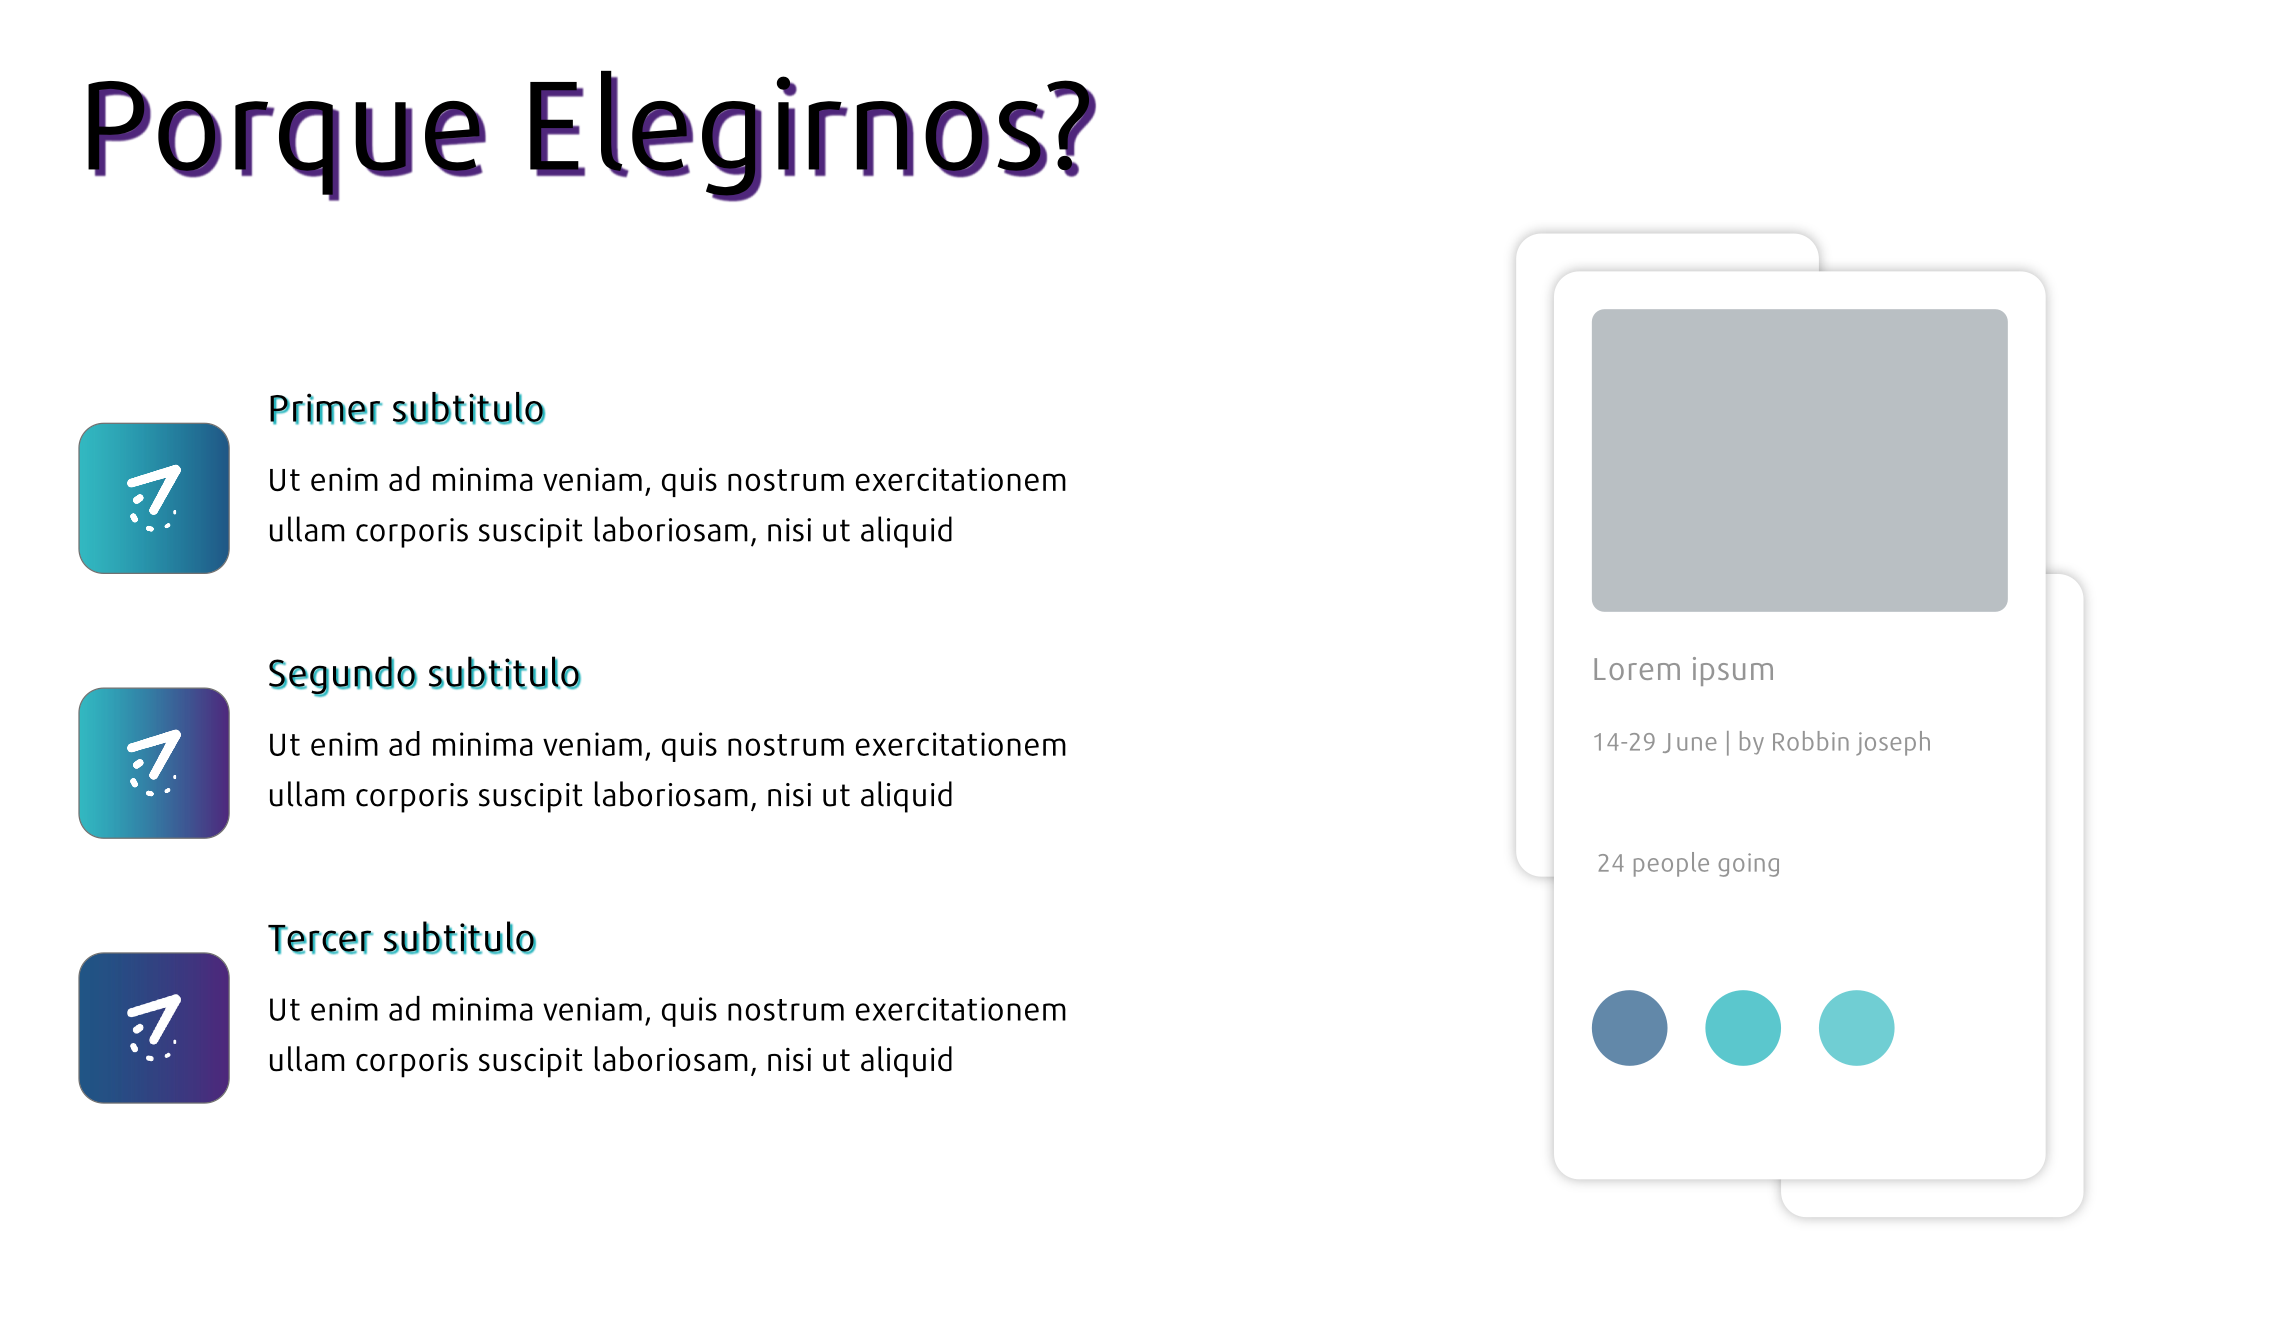 Porque Elegirnos?
Primer subtitulo
Ut enim ad minima veniam, quis nostrum exercitationem
ullam corporis suscipit laboriosam, nisi ut aliquid
Segundo subtitulo
Ut enim ad minima veniam, quis nostrum exercitationem
ullam corporis suscipit laboriosam, nisi ut aliquid
Tercer subtitulo
Ut enim ad minima veniam, quis nostrum exercitationem
ullam corporis suscipit laboriosam, nisi ut aliquid
Lorem ipsum
14-29 June | by Robbin joseph
24 people going